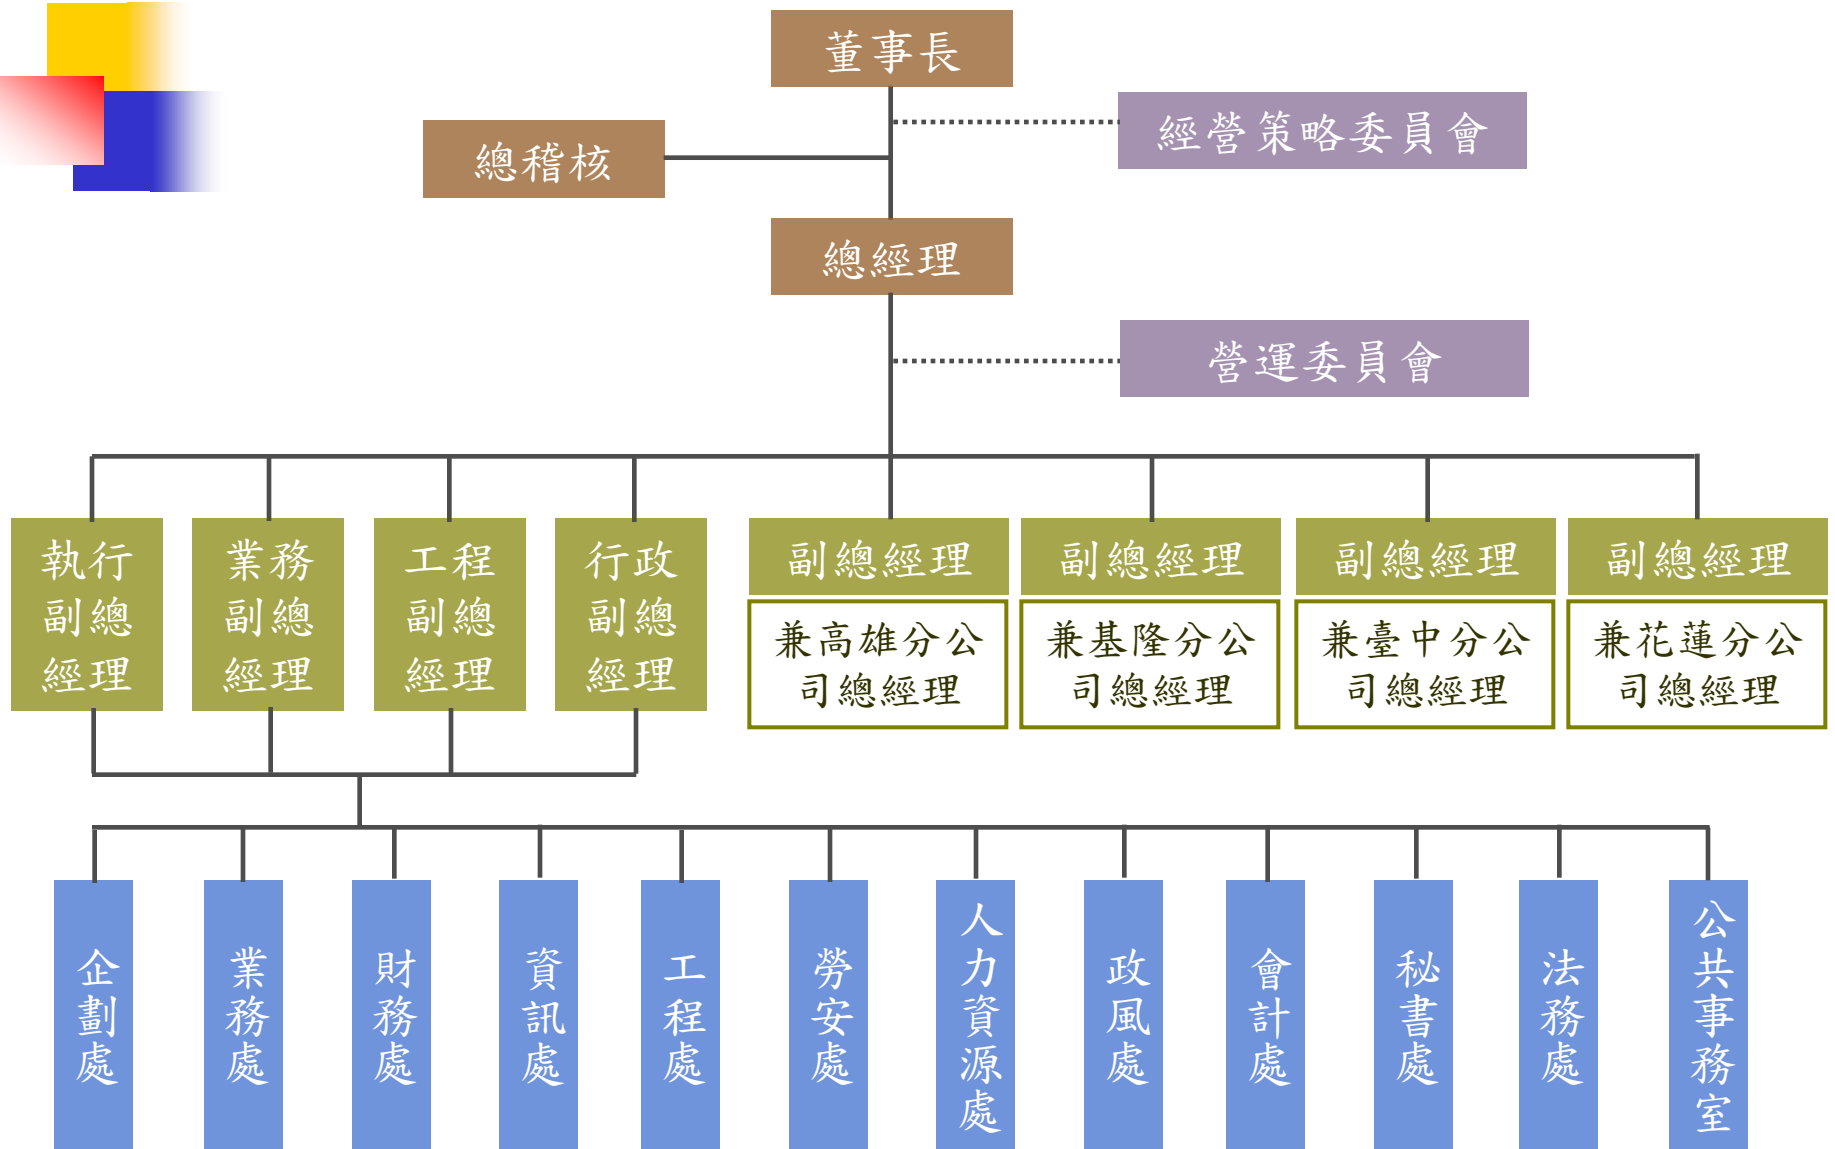 董事長
經營策略委員會
總稽核
總經理
營運委員會
執行
副總
經理
業務
副總
經理
工程
副總
經理
行政
副總
經理
副總經理
兼高雄分公
司總經理
副總經理
兼基隆分公
司總經理
副總經理
兼臺中分公
司總經理
副總經理
兼花蓮分公
司總經理
企劃處
業務處
財務處
資訊處
工程處
勞安處
人力資源處
政風處
會計處
秘書處
法務處
公共事務室